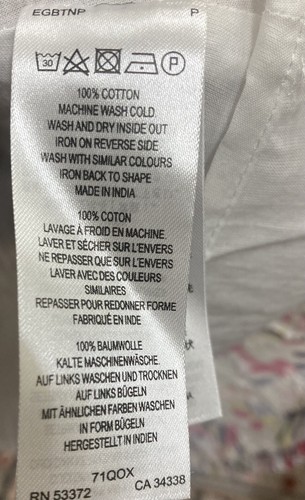 EGBTNP P
30 P
100% COTTON
MACHINE WASH COLD
WASH AND DRY INSIDE OUT
IRON ON REVERSE SIDE
WASH WITH SIMILAR COLOURS
IRON BACK TO SHAPE
MADE IN INDIA
100% COTON
LAVAGE À FROID EN MACHINE
LAVER ET SÉCHER SUR L'ENVERS
NE REPASSER QUE SUR L'ENVERS
LAVER AVEC DES COULEURS
SIMILAIRES
REPASSER POUR REDONNER FORME
FABRIQUÉ EN INDE
100% BAUMWOLLE
KALTE MASCHINENWÄSCHE.
AUF LINKS WASCHEN UND TROCKNEN
AUF LINKS BÜGELN
MIT ÄHNLICHEN FARBEN WASCHEN
IN FORM BÜGELN
HERGESTELLT IN INDIEN
71QOX
RN 53372 CA 34338